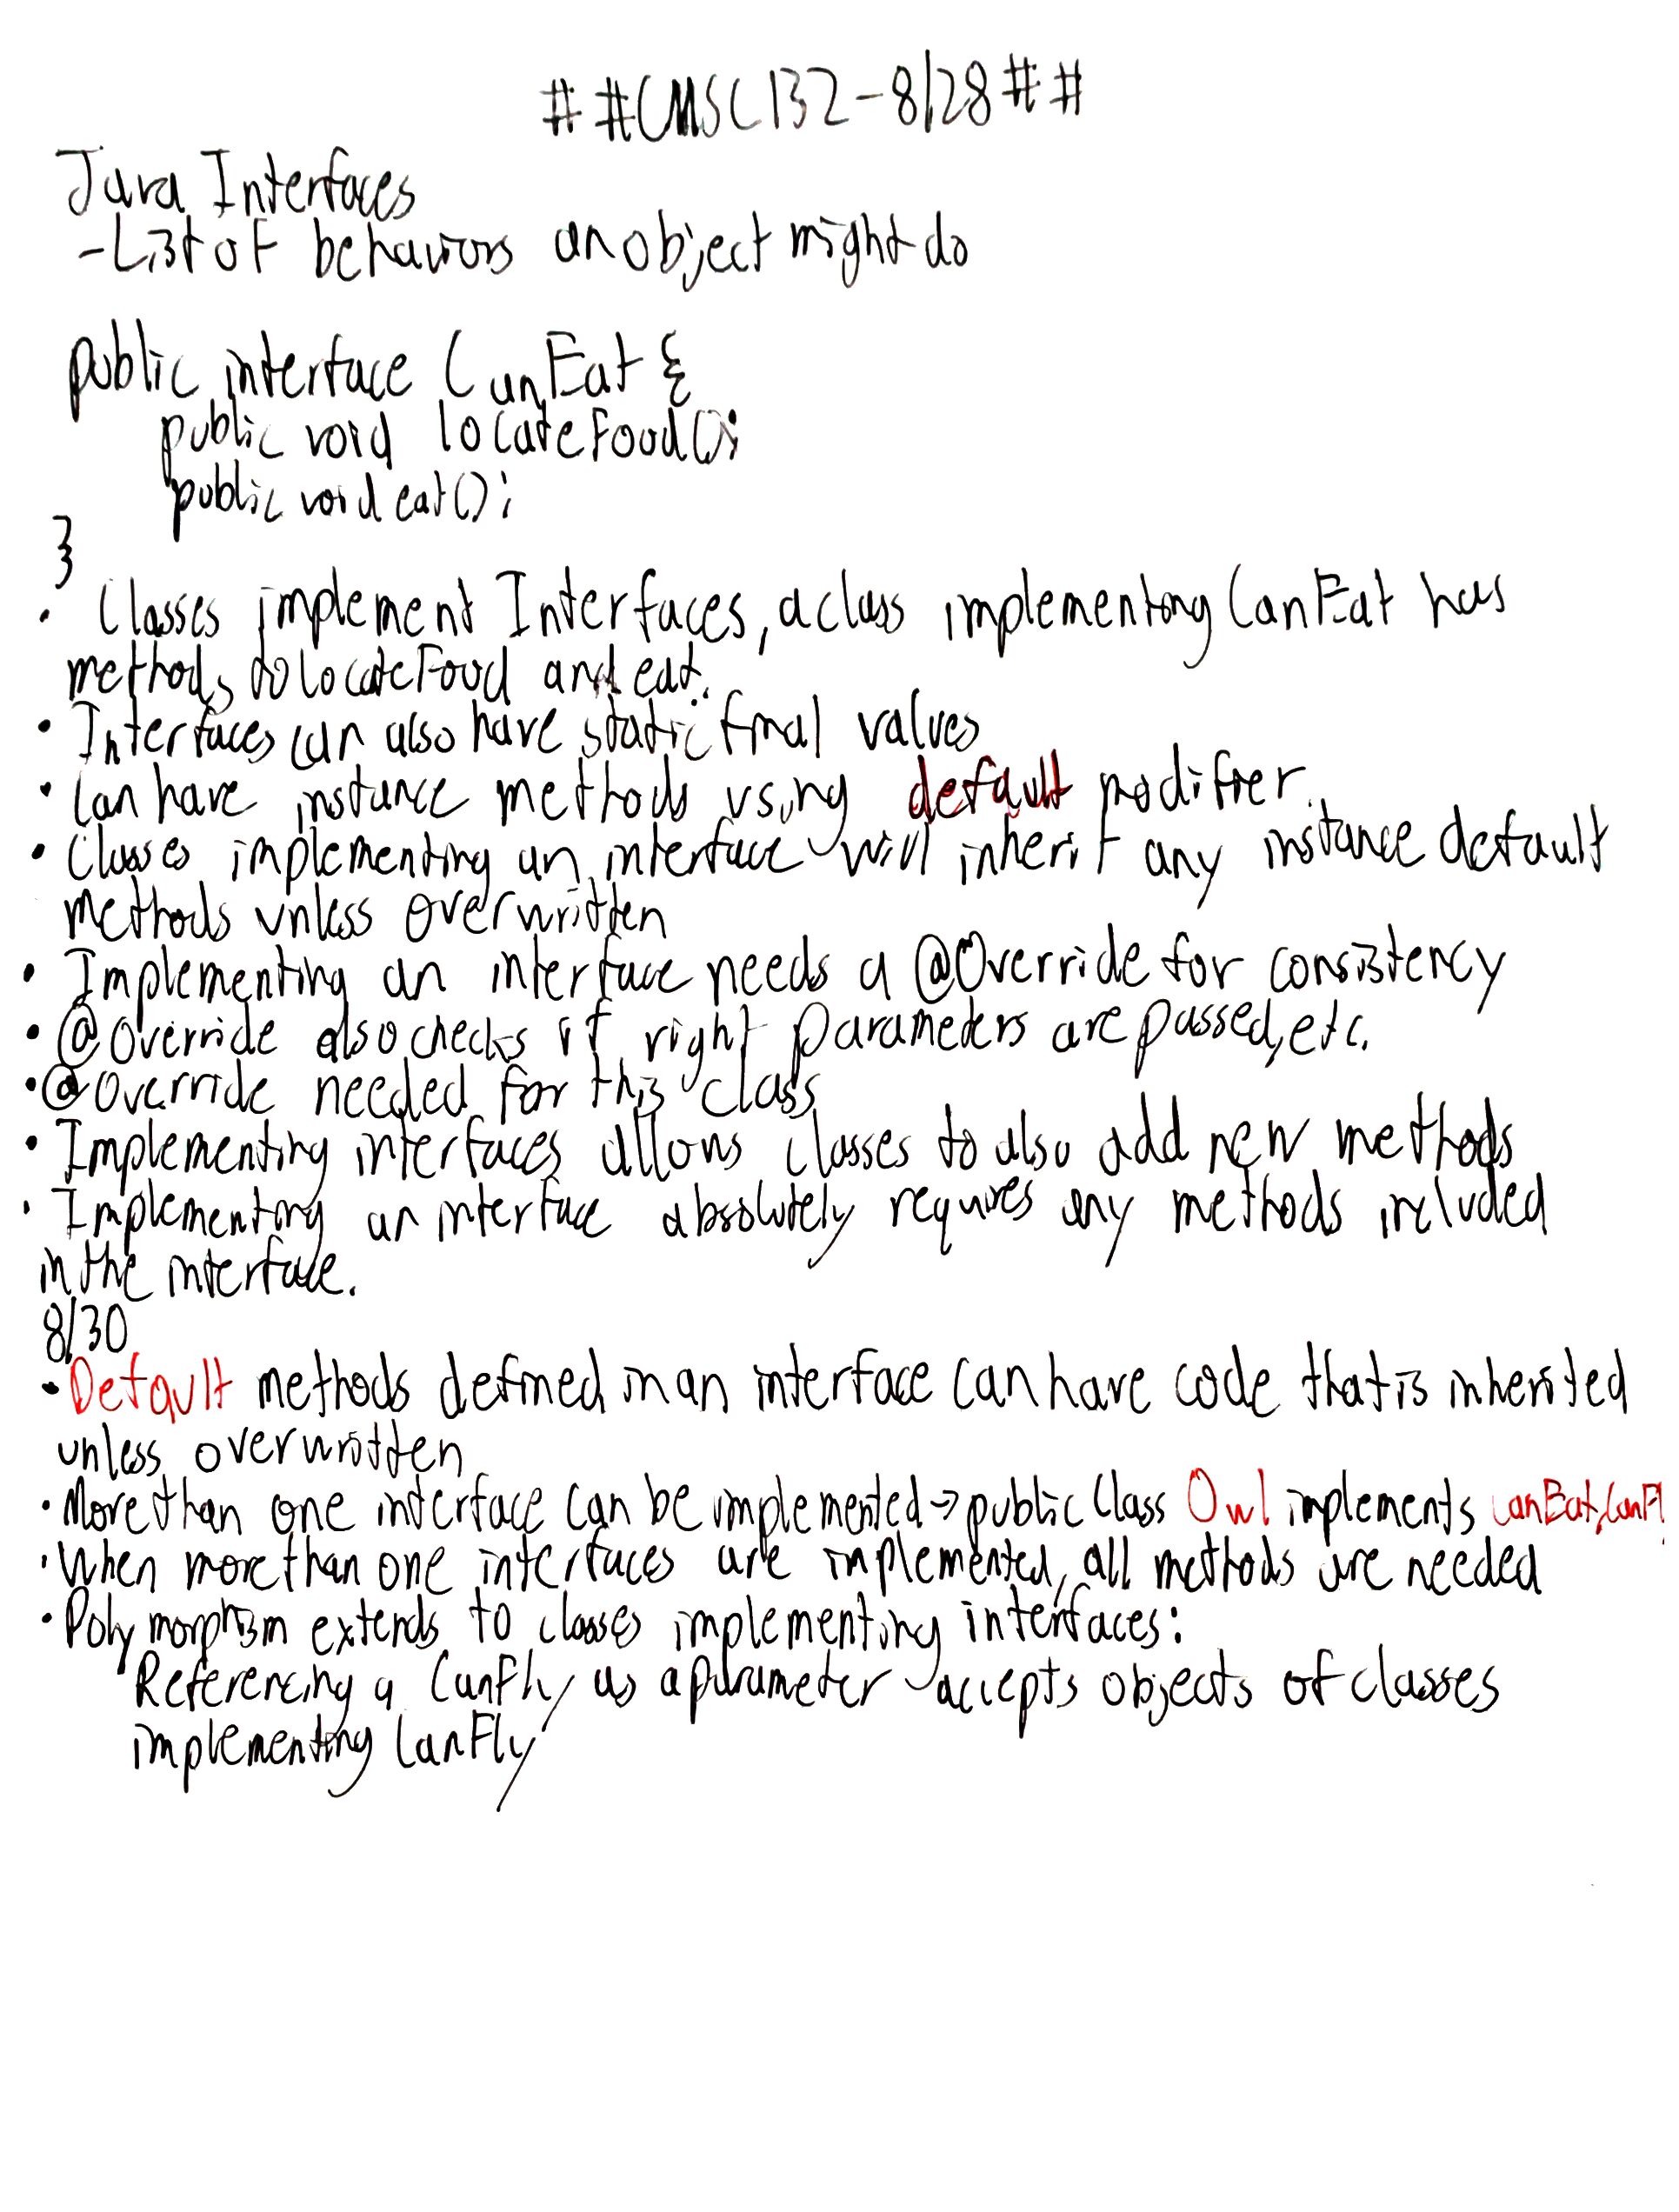 ##CMSC132-8/28##
Java Interfaces
-List of behaviors an object might do
public interface CanEat {
public void locateFood();
public void eat();
}
• Classes implement Interfaces, a class implementing CanEat has
methods to locateFood and eat.
• Interfaces can also have static final values
• Can have instance methods using default modifier.
• Classes implementing an interface will inherit any instance default
methods unless overwritten
• Implementing an interface needs a @Override for consistency
• @Override also checks if right parameters are passed, etc.
• @Override needed for this class
• Implementing interfaces allows classes to also add new methods
• Implementing an interface absolutely requires any methods included
in the interface.
8/30
• Default methods defined in an interface can have code that is inherited
unless overwritten
• More than one interface can be implemented → public class Owl implements CanEat, CanFl
• When more than one interfaces are implemented, all methods are needed
• Polymorphism extends to classes implementing interfaces:
Referencing a CanFly as a parameter accepts objects of classes
implementing CanFly